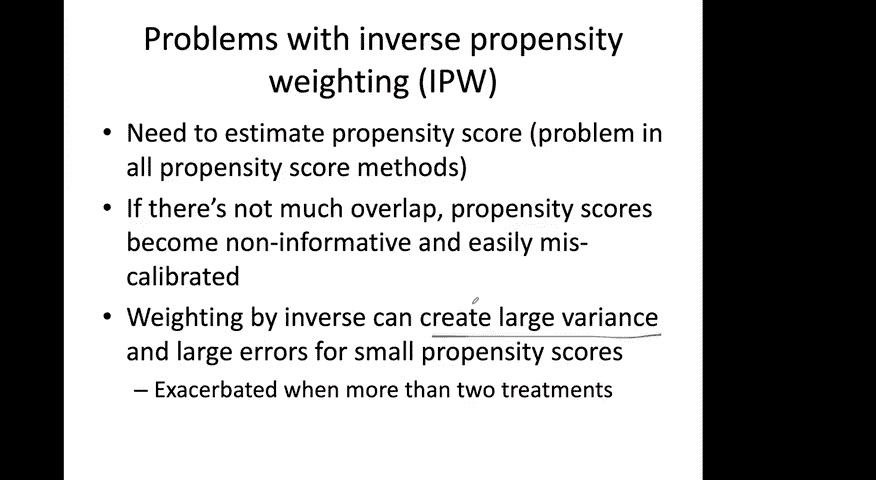 Problems with inverse propensity
weighting (IPW)
• Need to estimate propensity score (problem in
all propensity score methods)
• If there’s not much overlap, propensity scores
become non-informative and easily mis-
calibrated
• Weighting by inverse can create large variance
and large errors for small propensity scores
– Exacerbated when more than two treatments